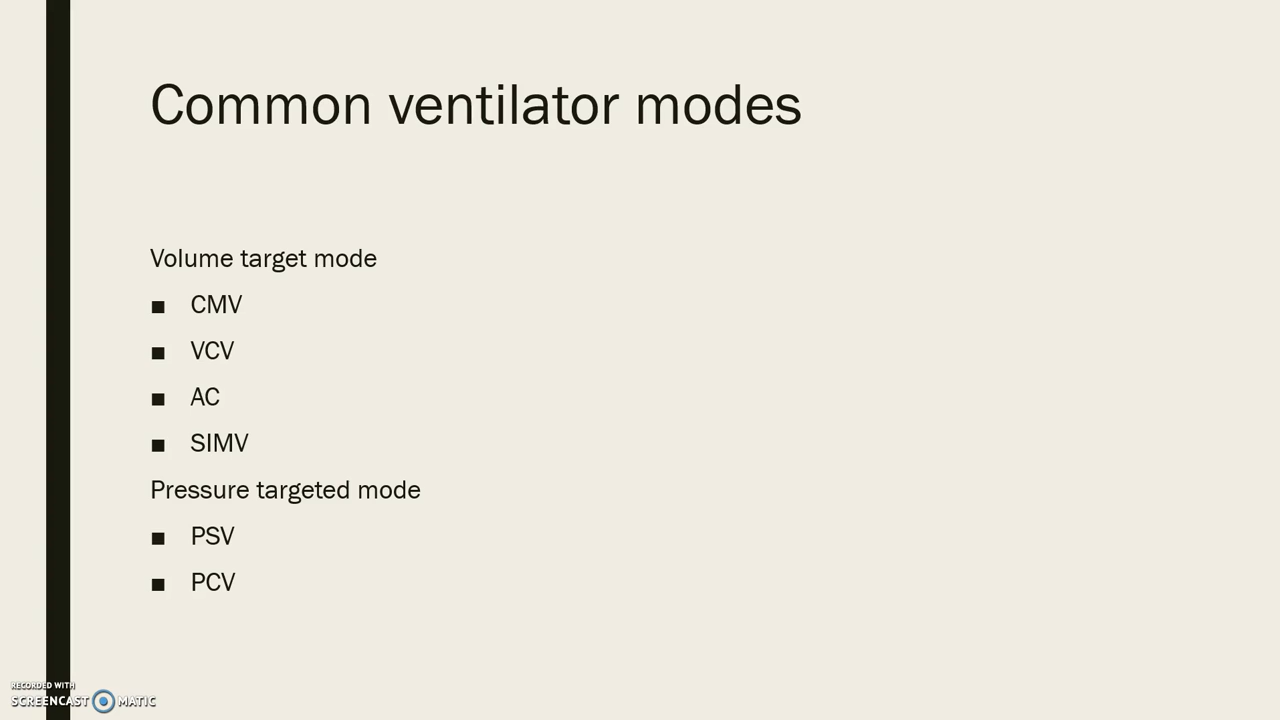 Common ventilator modes
Volume target mode
■ CMV
■ VCV
■ AC
■ SIMV
Pressure targeted mode
■ PSV
■ PCV
RECORDED WITH
SCREENCAST MATIC